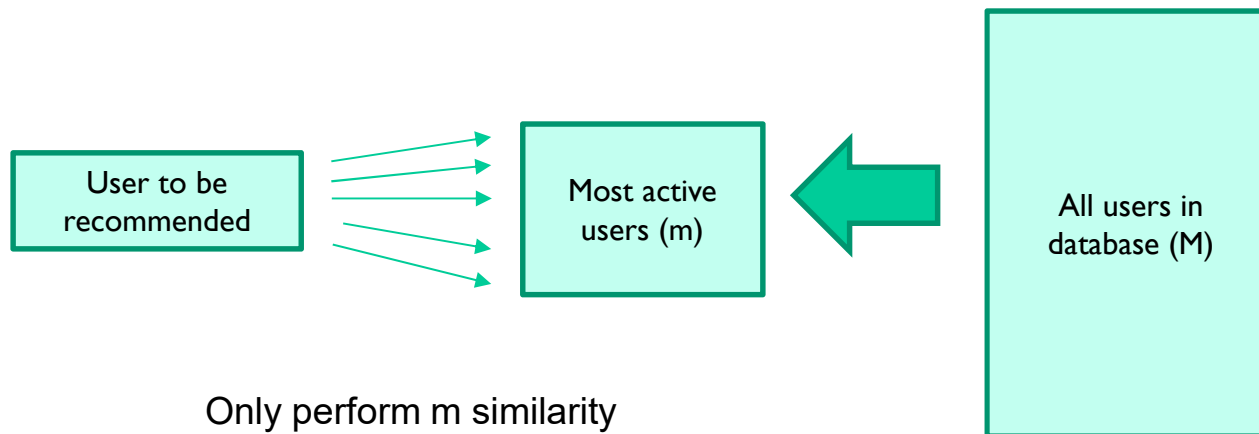 User to be
recommended
Most active
users (m)
All users in
database (M)
Only perform m similarity